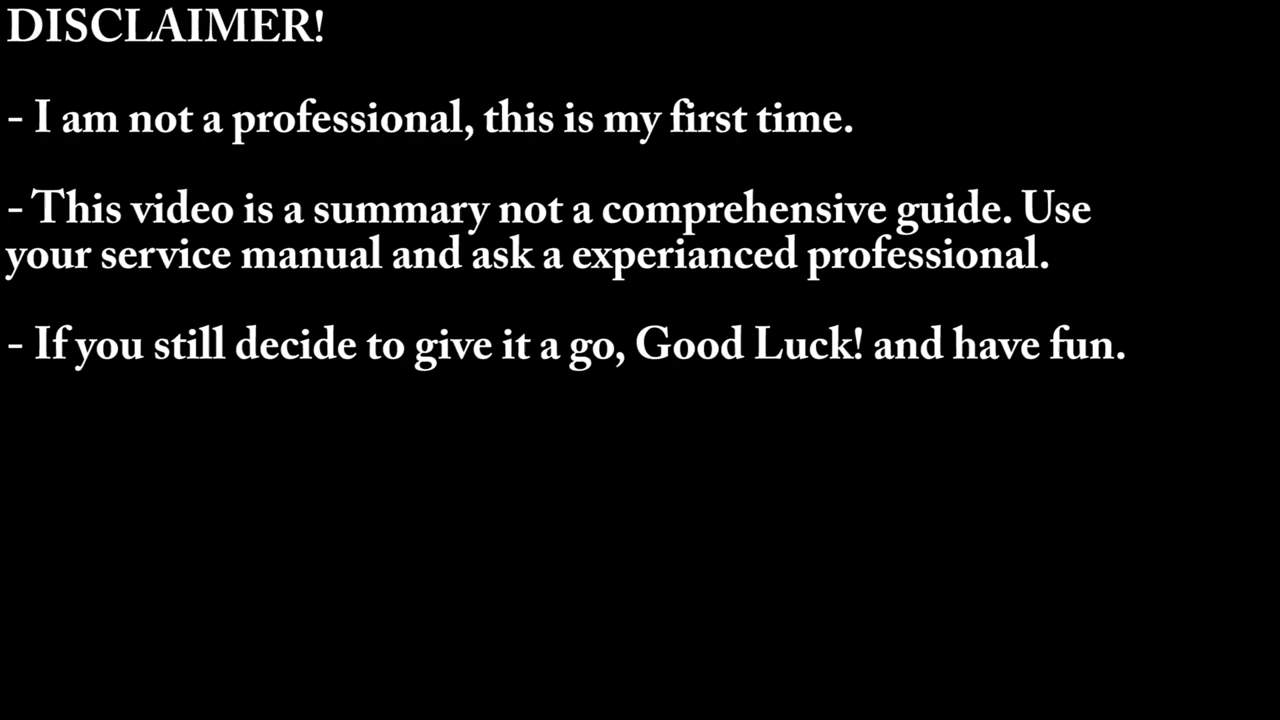 DISCLAIMER!
- I am not a professional, this is my first time.
- This video is a summary not a comprehensive guide. Use
your service manual and ask a experianced professional.
- If you still decide to give it a go, Good Luck! and have fun.